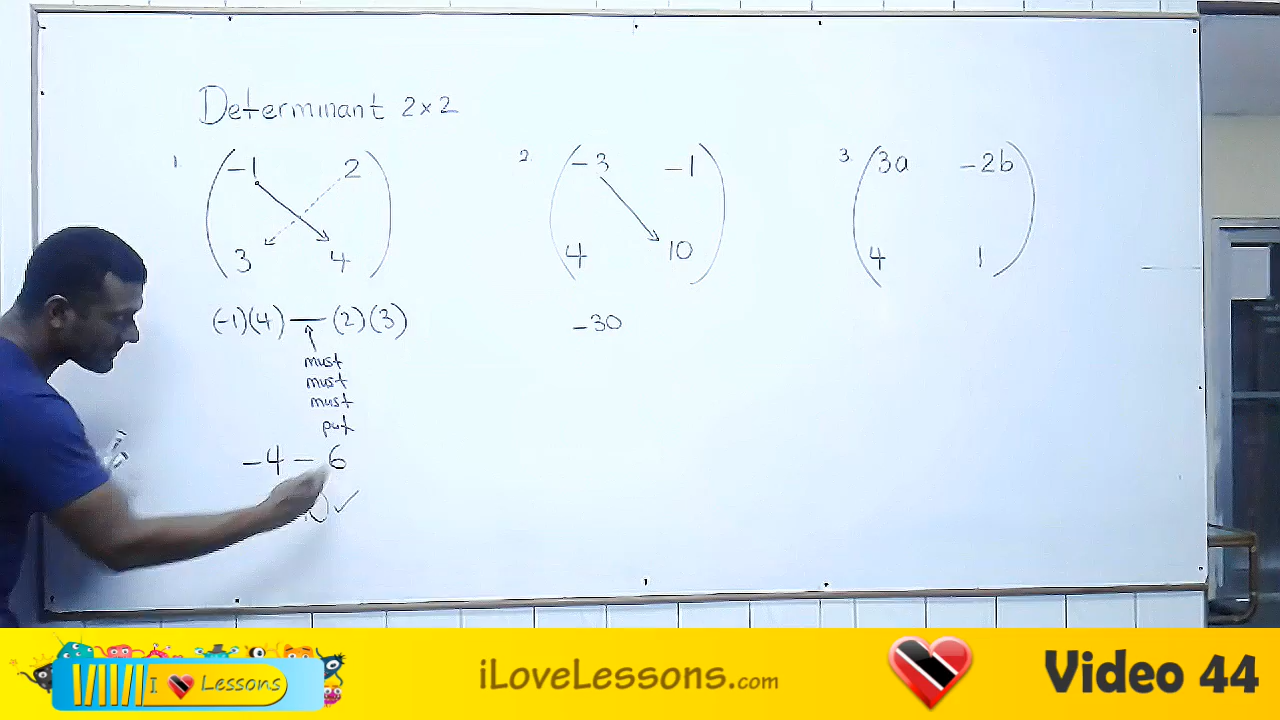 Determinant 2×2
1. (-1 2
3 4)
(-1)(4) — (2)(3)
must
must
must
put
-4 - 6
✓
2. (-3 -1
4 10)
-30
3. (3a -2b
4 1)
I ❤ Lessons
iLoveLessons.com
Video 44